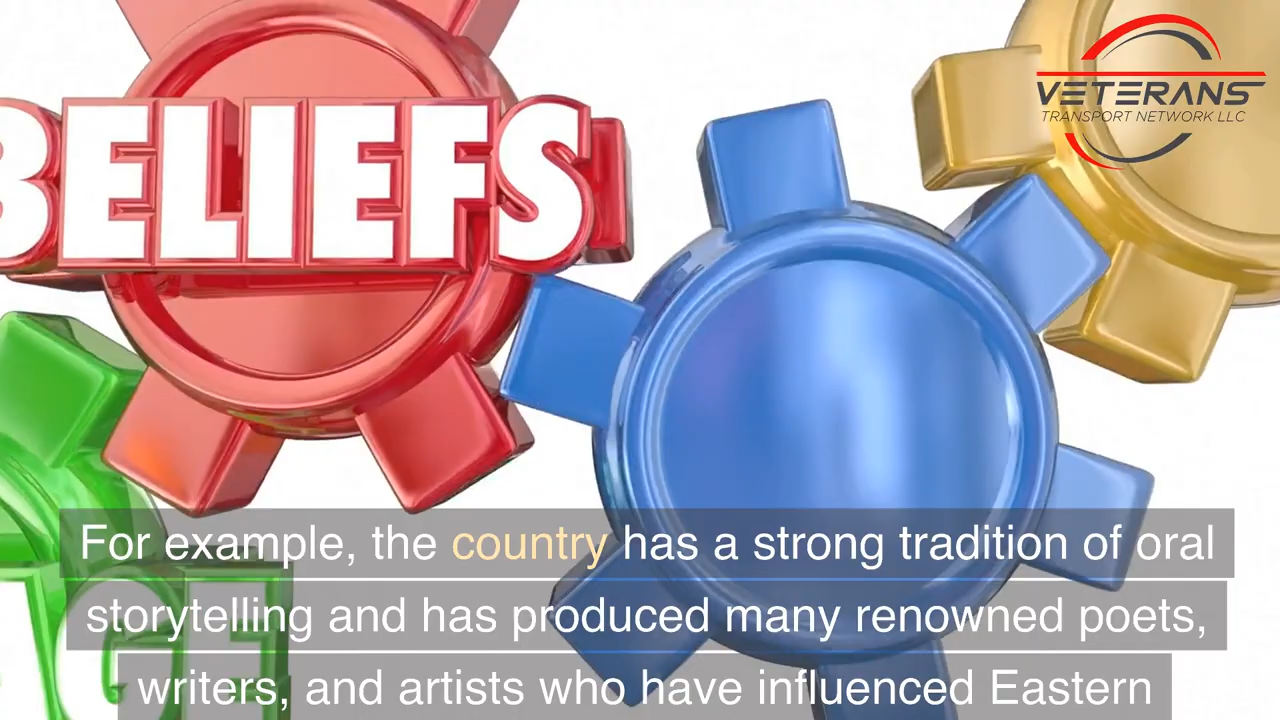 BELIEFS
VETERANS
TRANSPORT NETWORK LLC
For example, the country has a strong tradition of oral
storytelling and has produced many renowned poets,
writers, and artists who have influenced Eastern